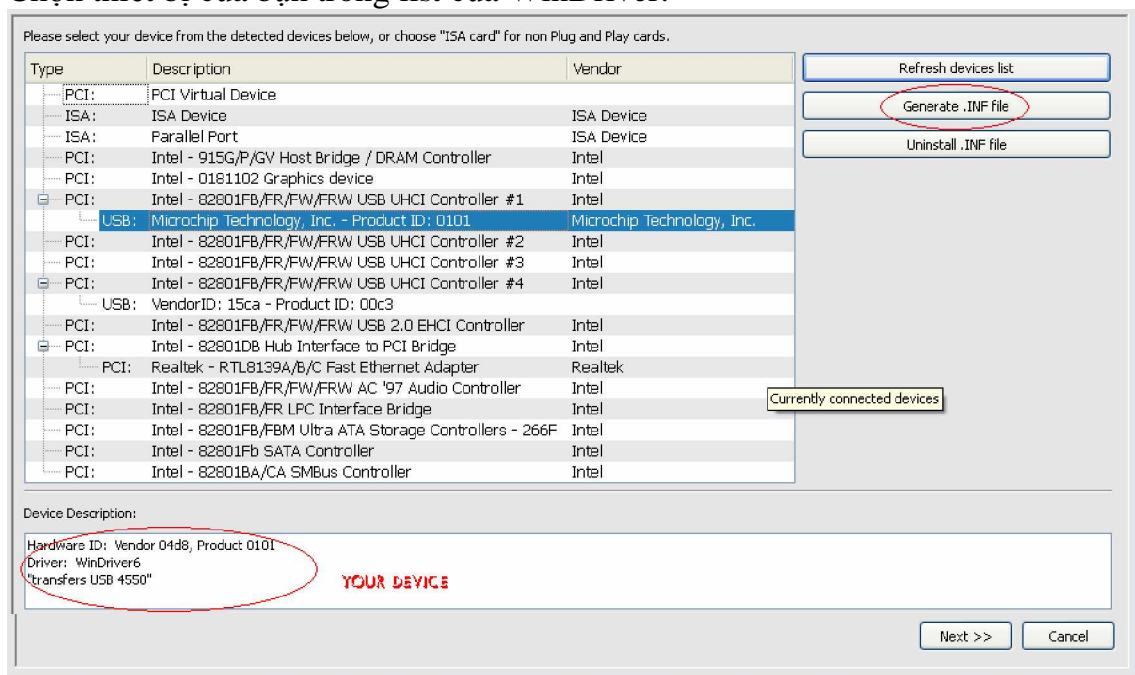 Chọn thiết bị của bạn trong list của WinDriver:
Please select your device from the detected devices below, or choose "ISA card" for non Plug and Play cards.
Type Description Vendor
PCI: PCI Virtual Device
ISA: ISA Device ISA Device
ISA: Parallel Port ISA Device
PCI: Intel - 915G/P/GV Host Bridge / DRAM Controller Intel
PCI: Intel - 0181102 Graphics device Intel
PCI: Intel - 82801FB/FR/FW/FRW USB UHCI Controller #1 Intel
USB: Microchip Technology, Inc. - Product ID: 0101 Microchip Technology, Inc.
PCI: Intel - 82801FB/FR/FW/FRW USB UHCI Controller #2 Intel
PCI: Intel - 82801FB/FR/FW/FRW USB UHCI Controller #3 Intel
PCI: Intel - 82801FB/FR/FW/FRW USB UHCI Controller #4 Intel
USB: VendorID: 15ca - Product ID: 00c3
PCI: Intel - 82801FB/FR/FW/FRW USB 2.0 EHCI Controller Intel
PCI: Intel - 82801DB Hub Interface to PCI Bridge Intel
PCI: Realtek - RTL8139A/B/C Fast Ethernet Adapter Realtek
PCI: Intel - 82801FB/FR/FW/FRW AC '97 Audio Controller Intel
PCI: Intel - 82801FB/FR LPC Interface Bridge Intel
PCI: Intel - 82801FB/FBM Ultra ATA Storage Controllers - 266F Intel
PCI: Intel - 82801Fb SATA Controller Intel
PCI: Intel - 82801BA/CA SMBus Controller Intel
Refresh devices list
Generate .INF file
Uninstall .INF file
Currently connected devices
Device Description:
Hardware ID: Vendor 04d8, Product 0101
Driver: WinDriver6
"transfers USB 4550"
YOUR DEVICE
Next >> Cancel